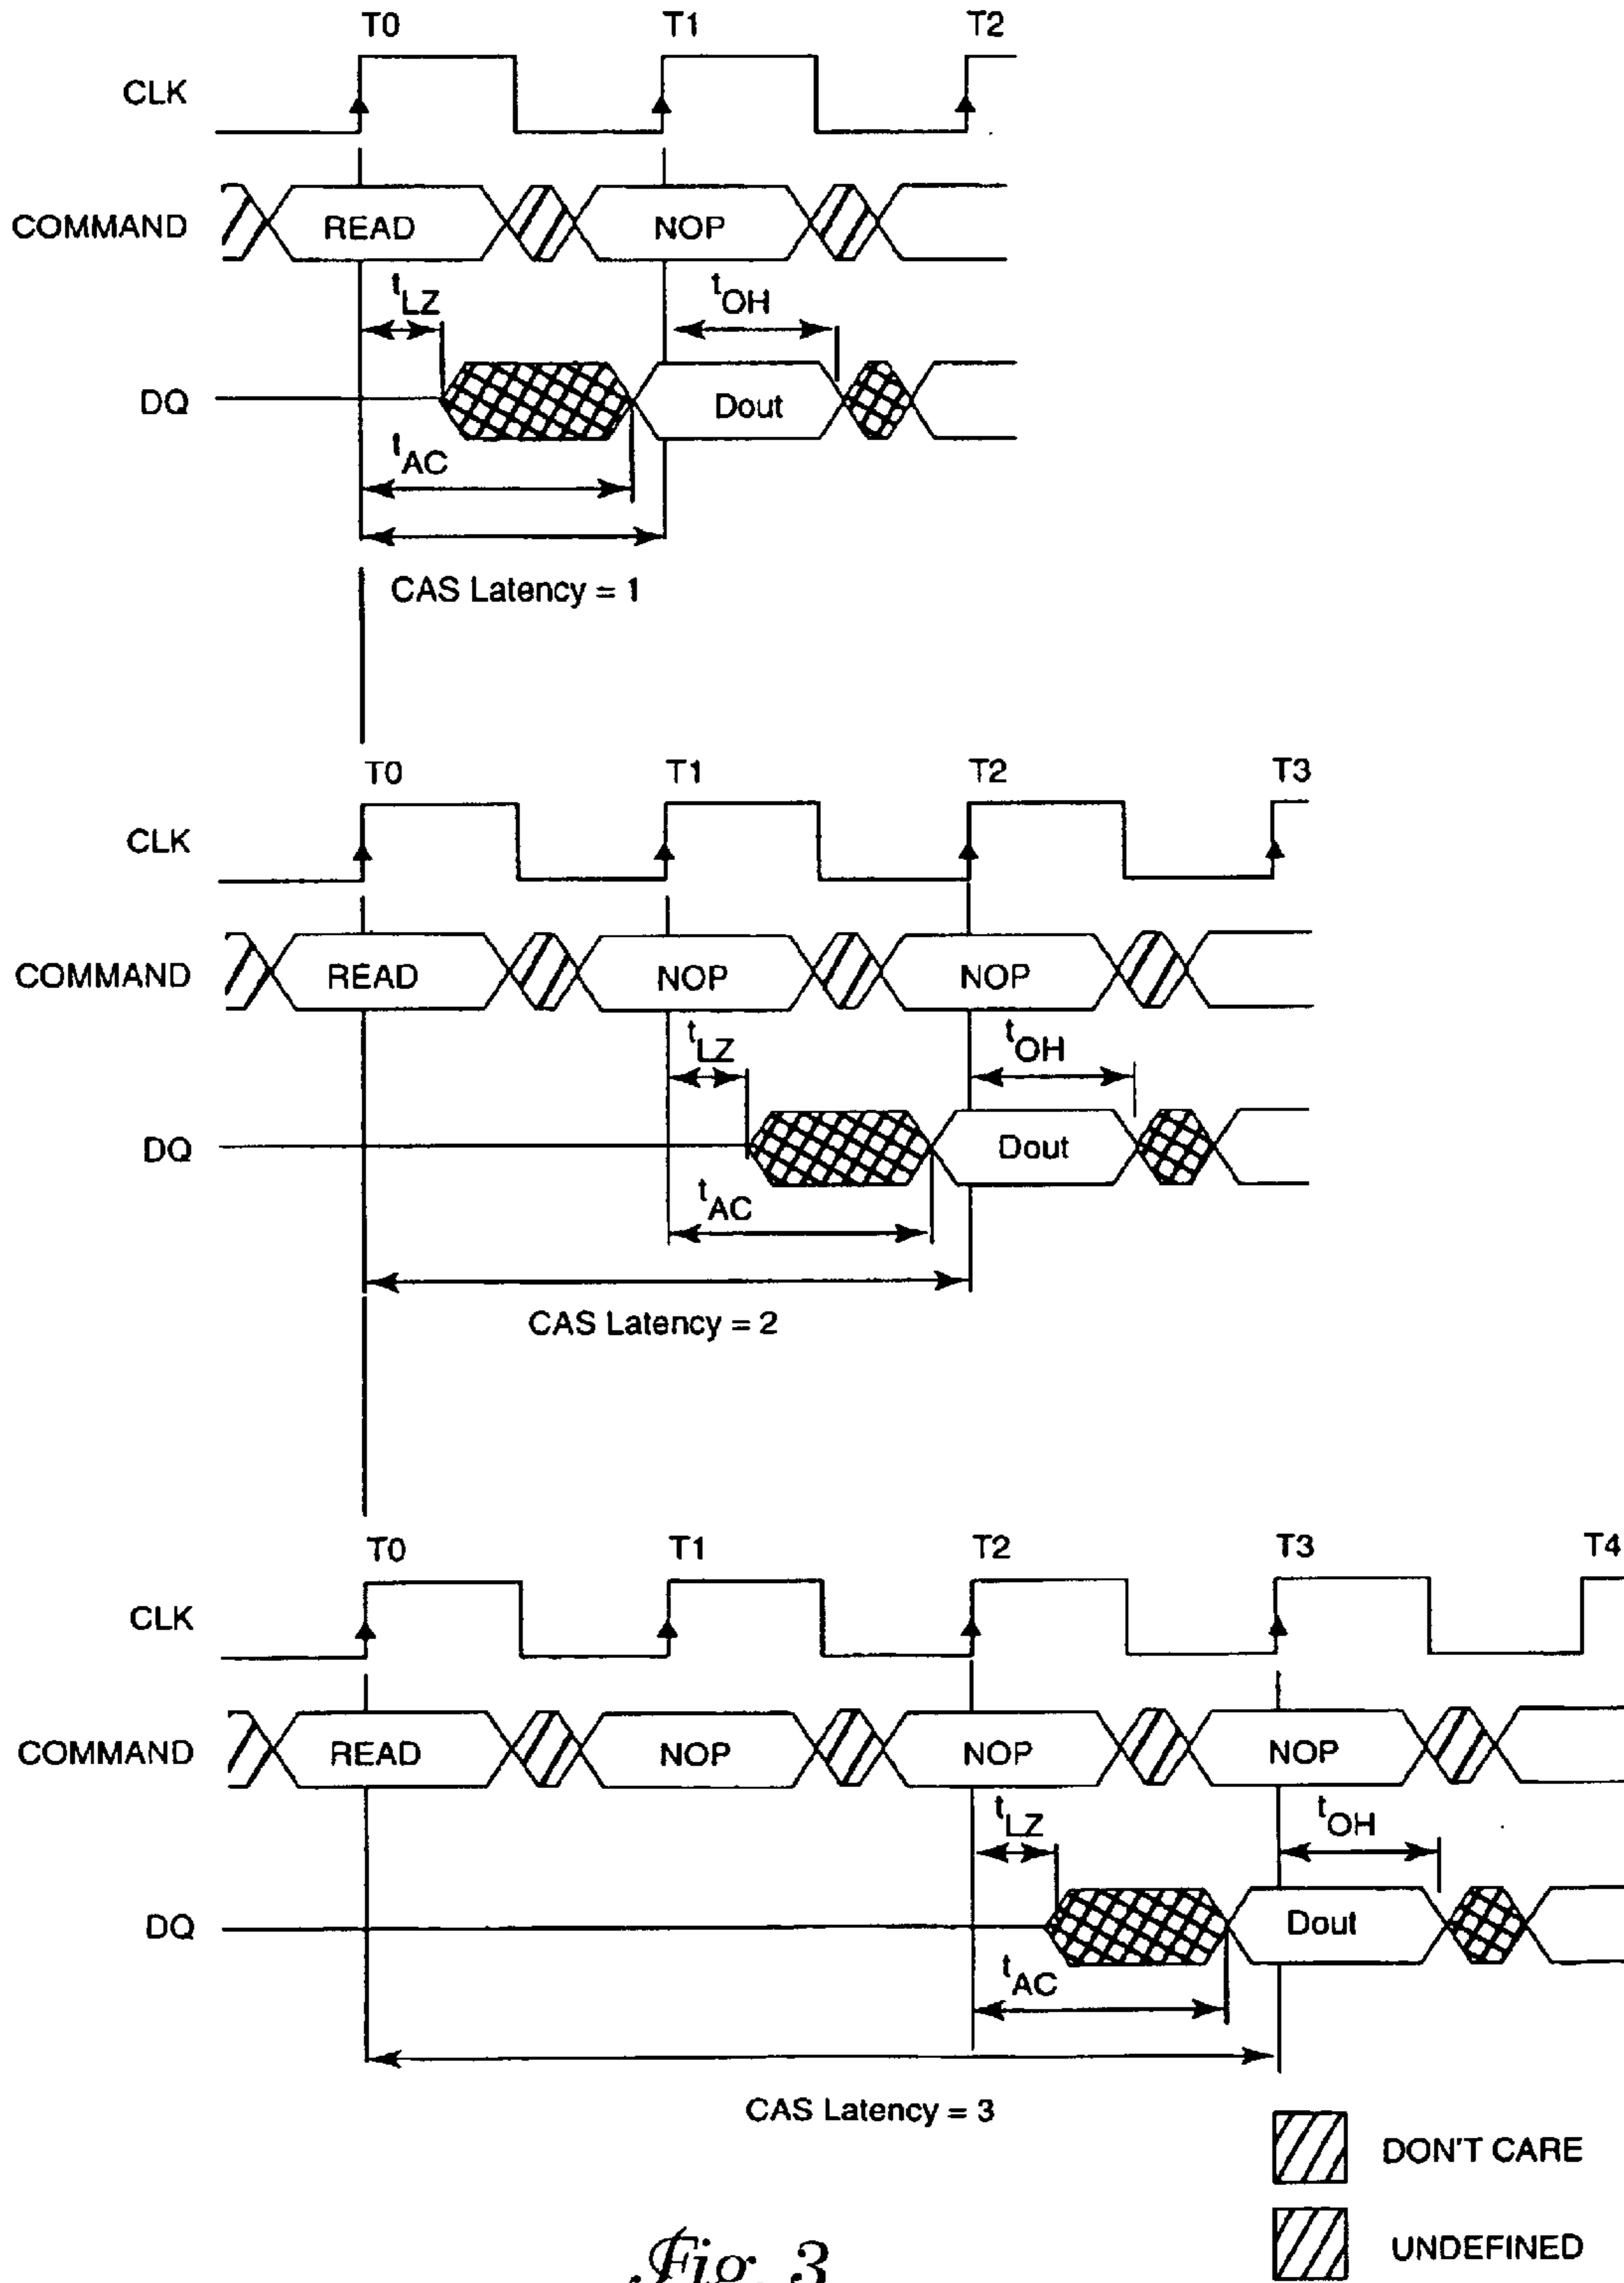 T0 T1 T2
CLK
COMMAND READ NOP
tLZ tOH
DQ Dout
tAC
CAS Latency = 1
T0 T1 T2 T3
CLK
COMMAND READ NOP NOP
tLZ tOH
DQ Dout
tAC
CAS Latency = 2
T0 T1 T2 T3 T4
CLK
COMMAND READ NOP NOP NOP
tLZ tOH
DQ Dout
tAC
CAS Latency = 3
DON'T CARE
UNDEFINED
Fig. 3